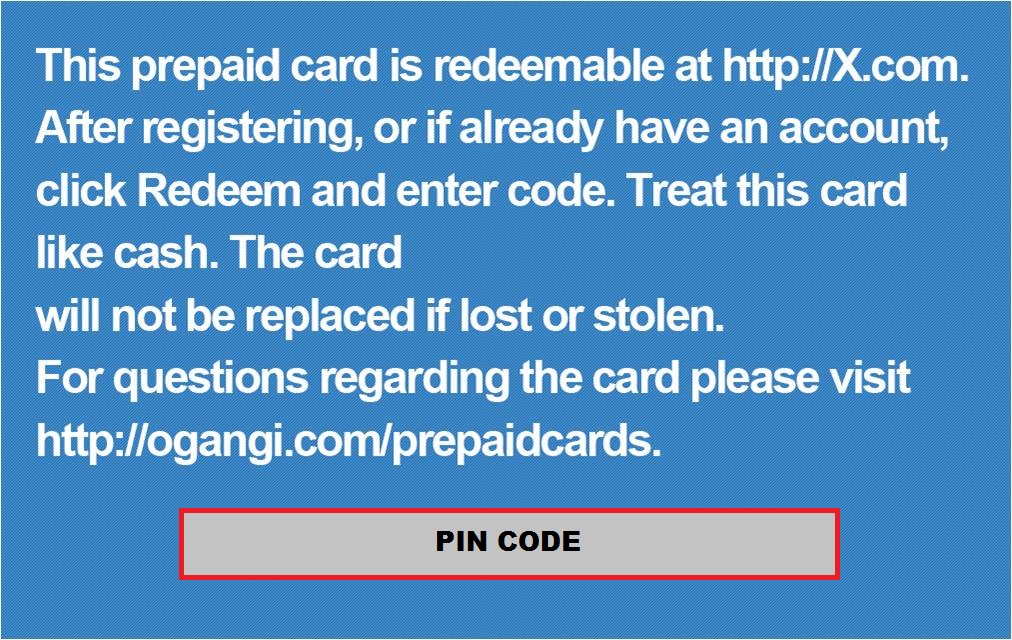 This prepaid card is redeemable at http://X.com.
After registering, or if already have an account,
click Redeem and enter code. Treat this card
like cash. The card
will not be replaced if lost or stolen.
For questions regarding the card please visit
http://ogangi.com/prepaidcards.
PIN CODE